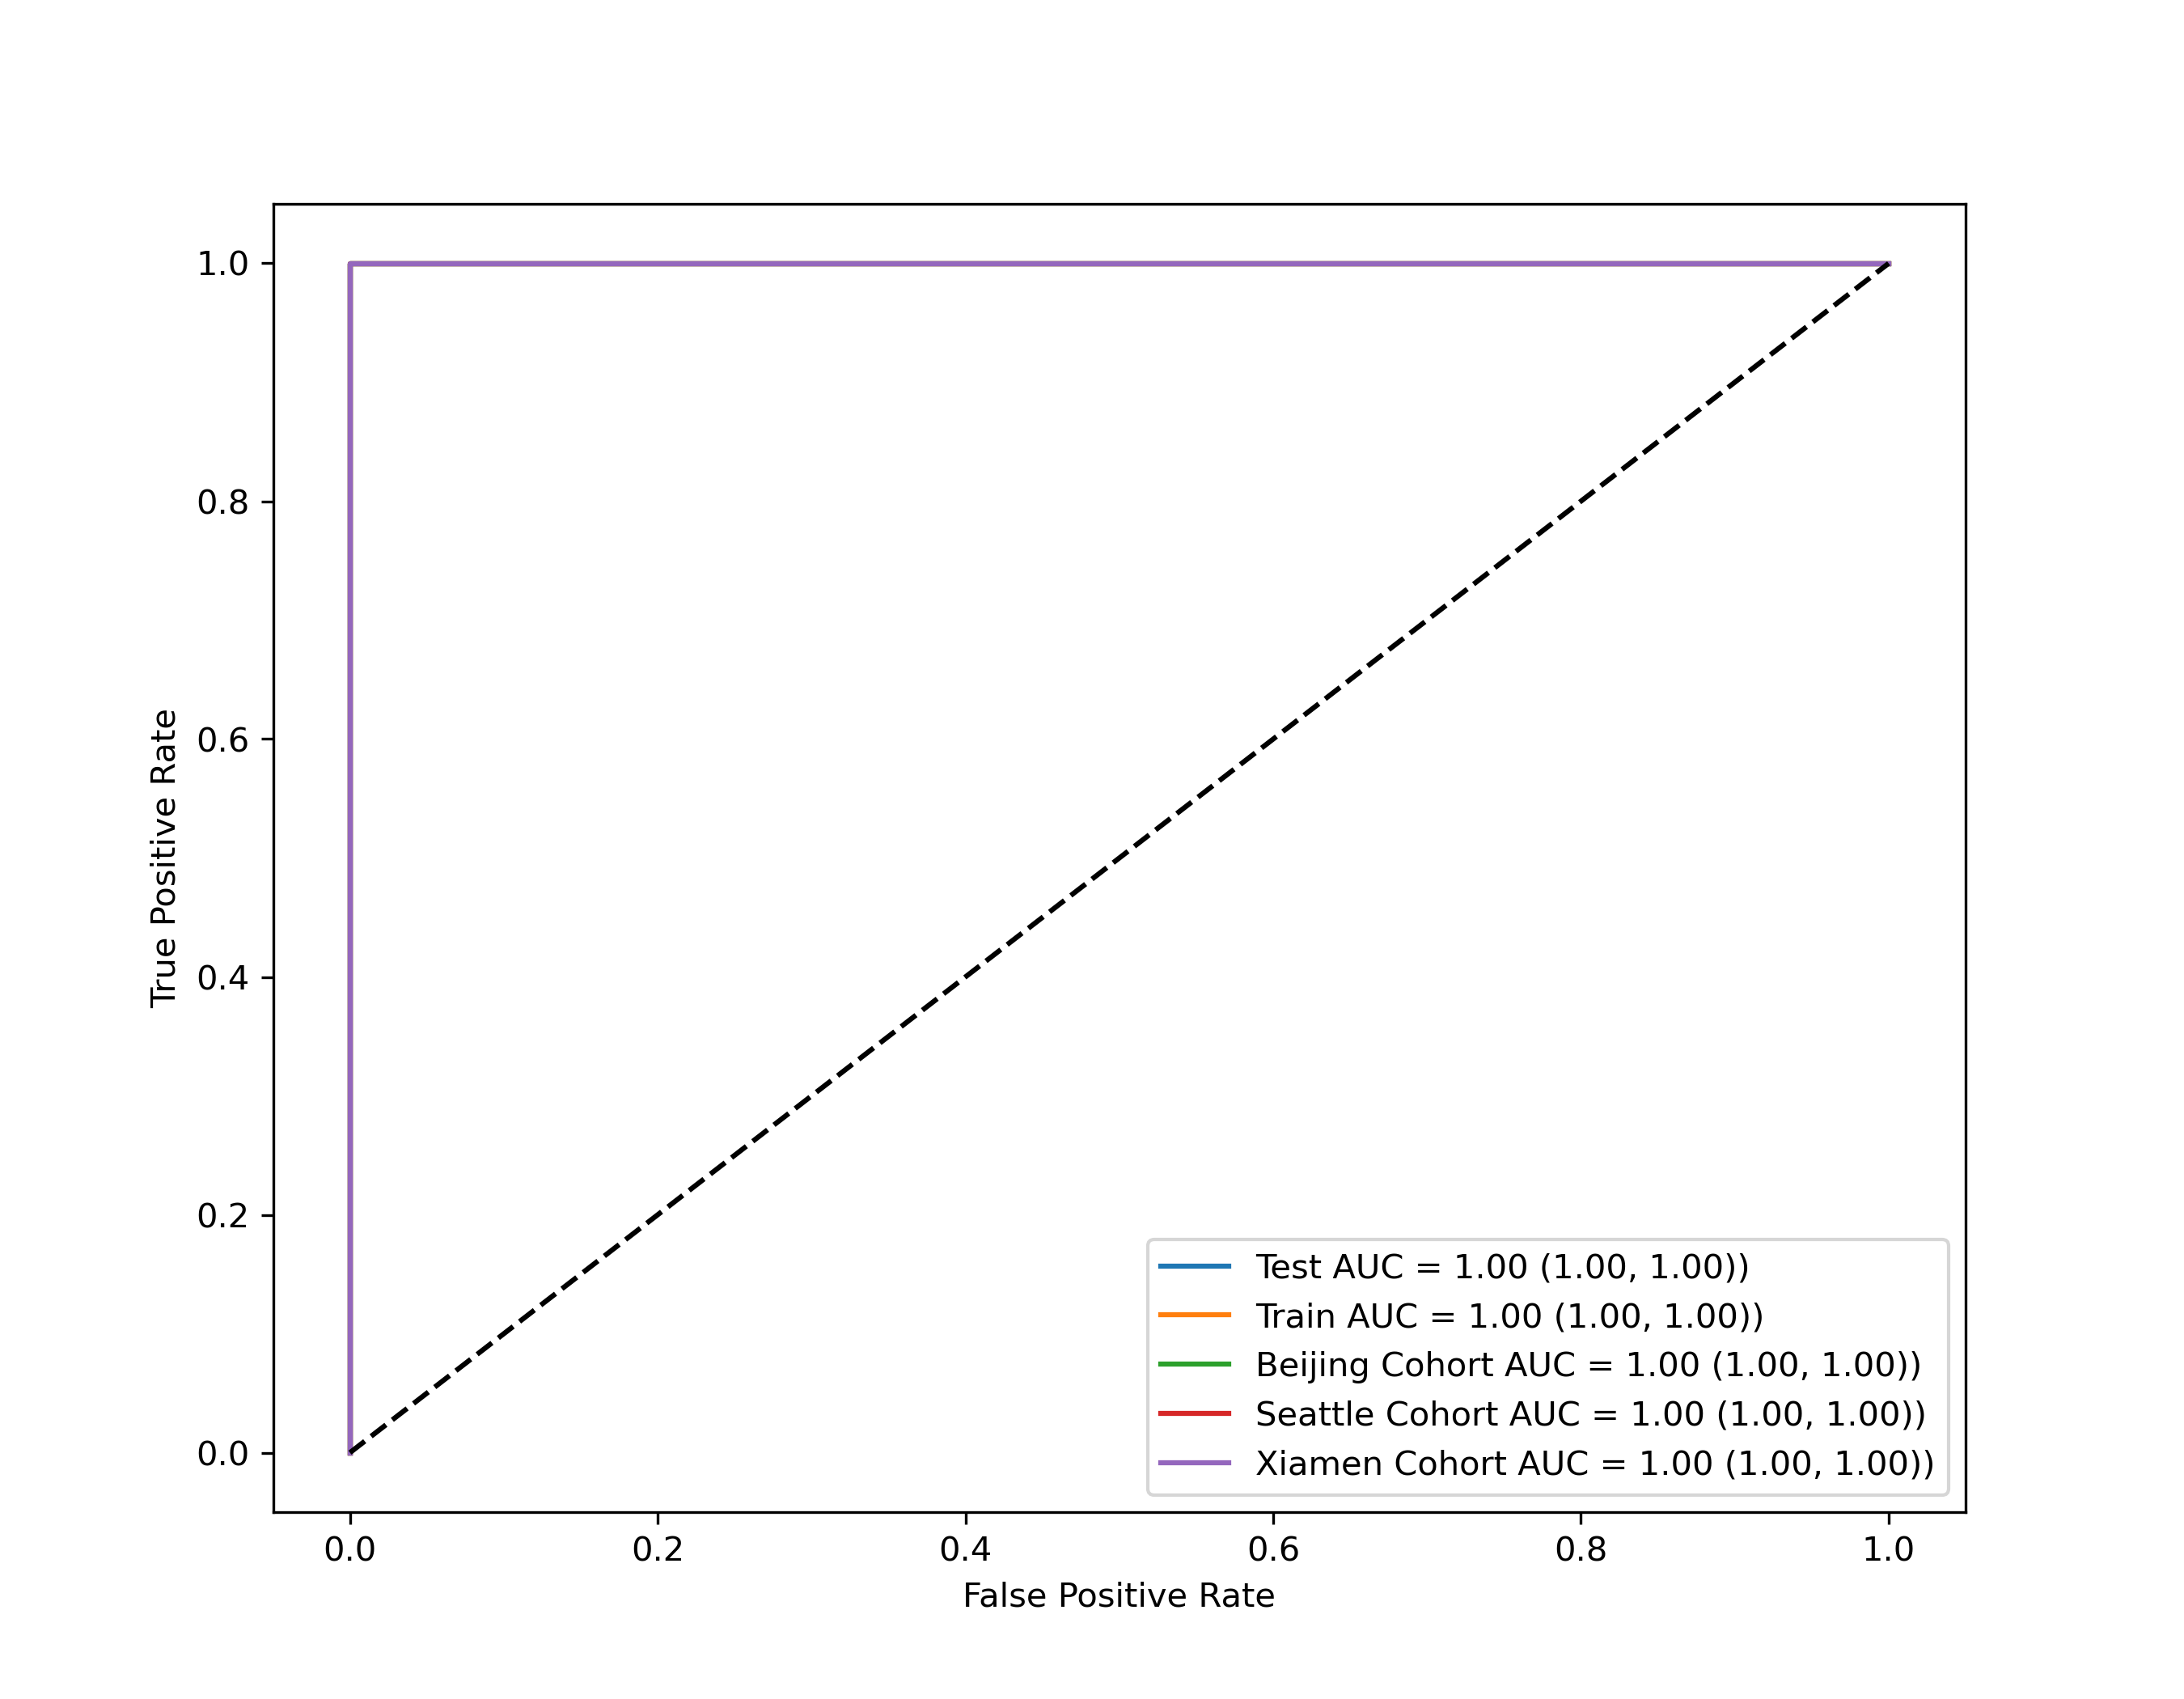 1.0
0.8
0.6
0.4
0.2
0.0
True Positive Rate
Test AUC = 1.00 (1.00, 1.00))
Train AUC = 1.00 (1.00, 1.00))
Beijing Cohort AUC = 1.00 (1.00, 1.00))
Seattle Cohort AUC = 1.00 (1.00, 1.00))
Xiamen Cohort AUC = 1.00 (1.00, 1.00))
0.0 0.2 0.4 0.6 0.8 1.0
False Positive Rate